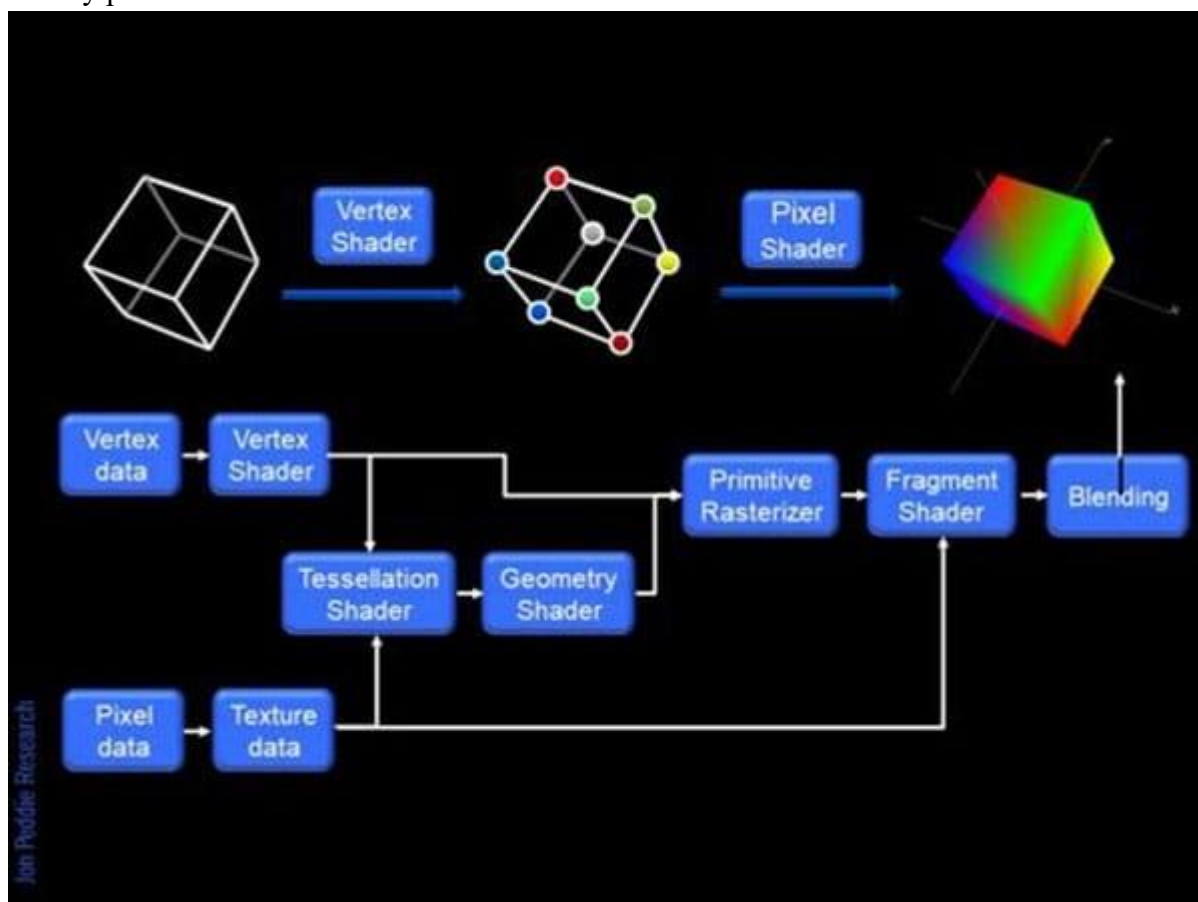 Vertex
Shader
Pixel
Shader
Vertex
data
Vertex
Shader
Primitive
Rasterizer
Fragment
Shader
Blending
Tessellation
Shader
Geometry
Shader
Pixel
data
Texture
data
Jon Peddie Research